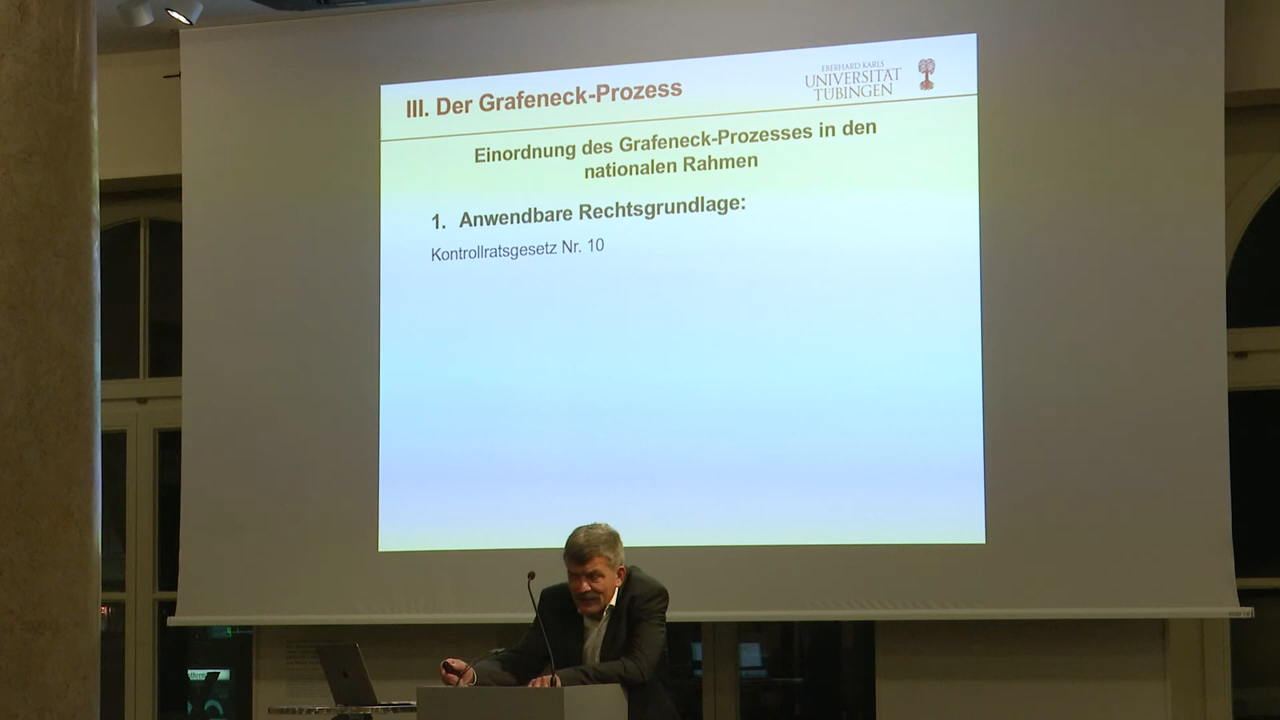 III. Der Grafeneck-Prozess
EBERHARD KARLS
UNIVERSITÄT
TÜBINGEN
Einordnung des Grafeneck-Prozesses in den
nationalen Rahmen
1. Anwendbare Rechtsgrundlage:
Kontrollratsgesetz Nr. 10